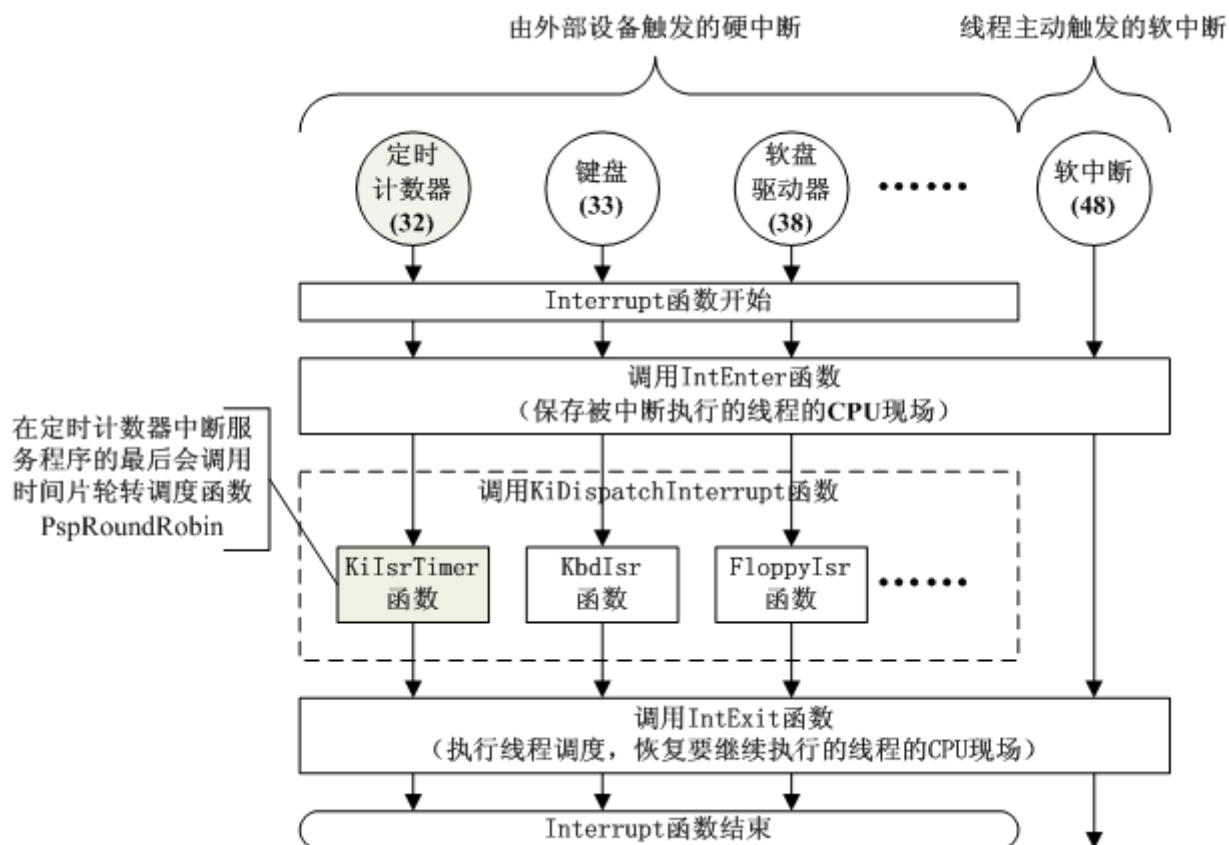 由外部设备触发的硬中断
线程主动触发的软中断
定时
计数器
(32)
键盘
(33)
软盘
驱动器
(38)
······
软中断
(48)
Interrupt函数开始
调用IntEnter函数
（保存被中断执行的线程的CPU现场）
在定时计数器中断服
务程序的最后会调用
时间片轮转调度函数
PspRoundRobin
调用KiDispatchInterrupt函数
KiIsrTimer
函数
KbdIsr
函数
FloppyIsr
函数
······
调用IntExit函数
（执行线程调度，恢复要继续执行的线程的CPU现场）
Interrupt函数结束